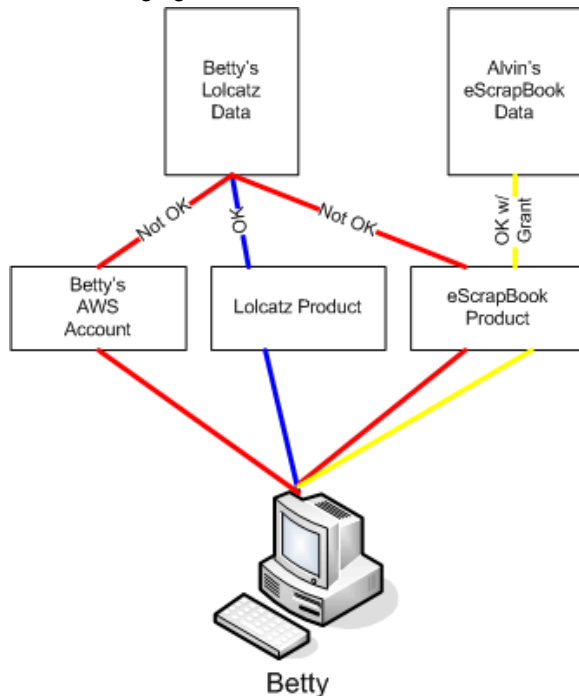 Betty's
Lolcatz
Data
Alvin's
eScrapBook
Data
Not OK
OK
Not OK
OK w/
Grant
Betty's
AWS
Account
Lolcatz Product
eScrapBook
Product
Betty